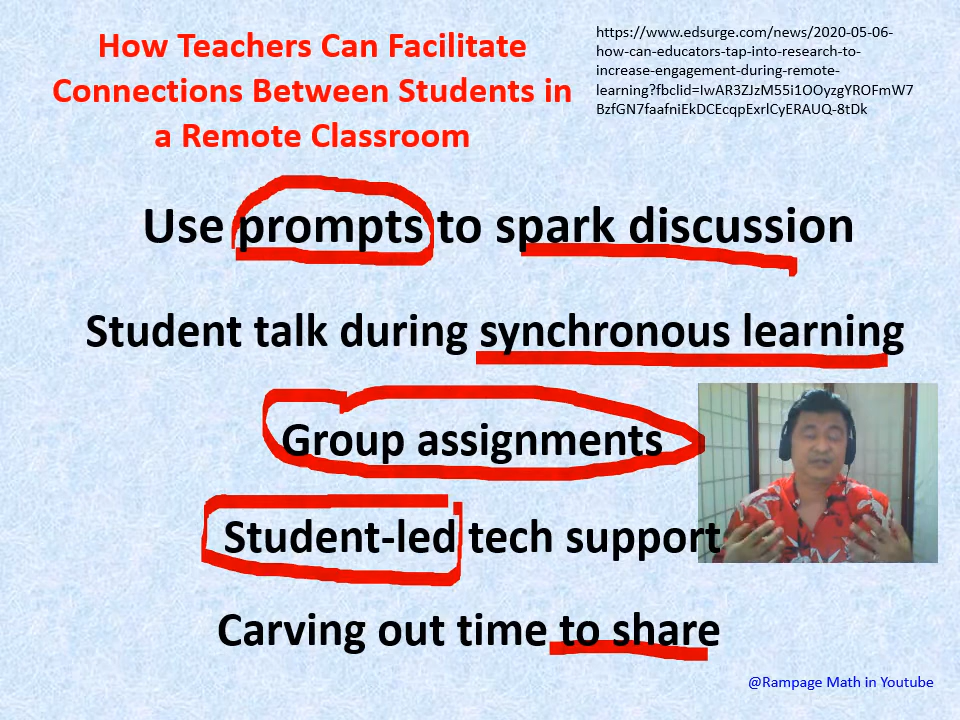 How Teachers Can Facilitate
Connections Between Students in
a Remote Classroom
https://www.edsurge.com/news/2020-05-06-
how-can-educators-tap-into-research-to-
increase-engagement-during-remote-
learning?fbclid=IwAR3ZJzM55i1OOyzgYROFmW7
BzfGN7faafniEkDCEcqpExrlCyERAUQ-8tDk
Use prompts to spark discussion
Student talk during synchronous learning
Group assignments
Student-led tech support
Carving out time to share
@Rampage Math in Youtube